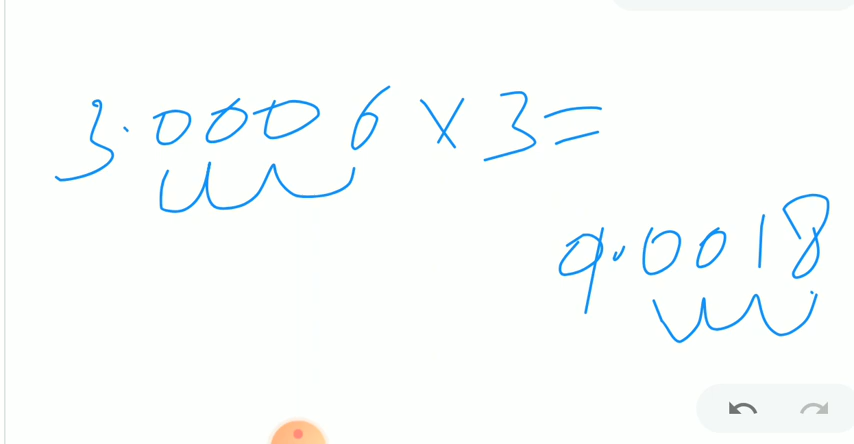 3.0006 × 3 =
9.0018